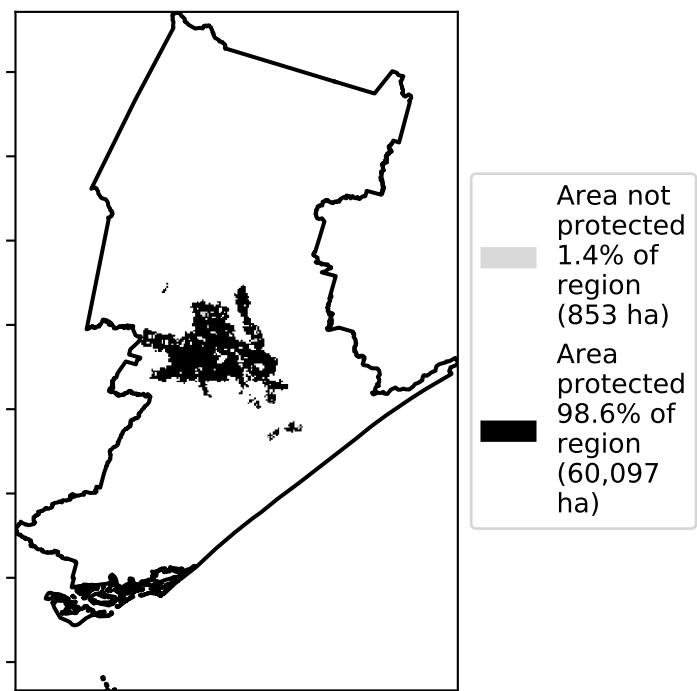 Area not
protected
1.4% of
region
(853 ha)
Area
protected
98.6% of
region
(60,097
ha)